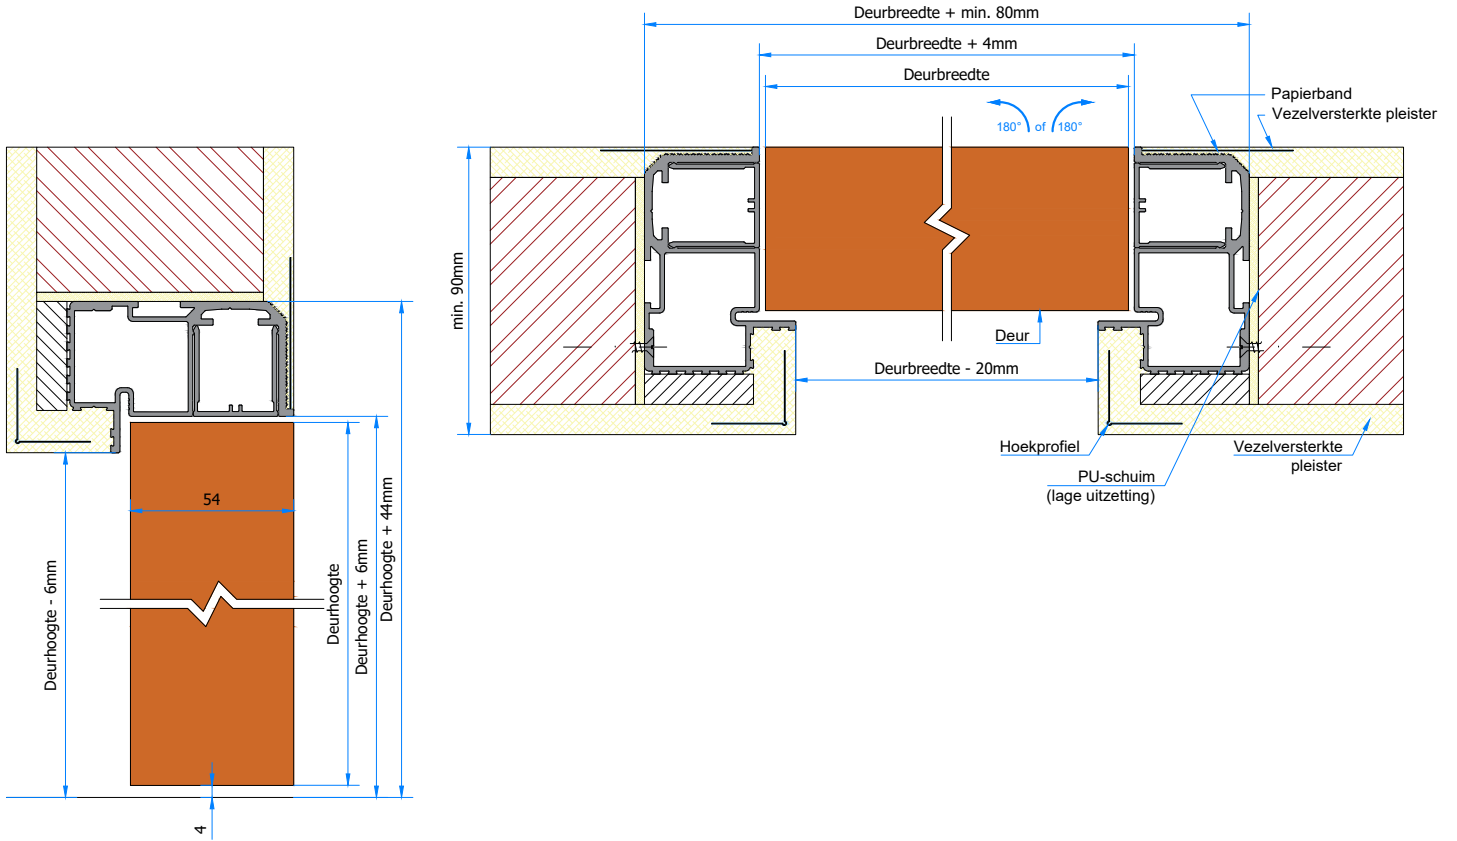 Deurbreedte + min. 80mm
Deurbreedte + 4mm
Deurbreedte
180° of 180°
Papierband
Vezelversterkte pleister
min. 90mm
Deur
Deurbreedte - 20mm
Hoekprofiel
Vezelversterkte
pleister
PU-schuim
(lage uitzetting)
54
Deurhoogte - 6mm
Deurhoogte
Deurhoogte + 6mm
Deurhoogte + 44mm
4